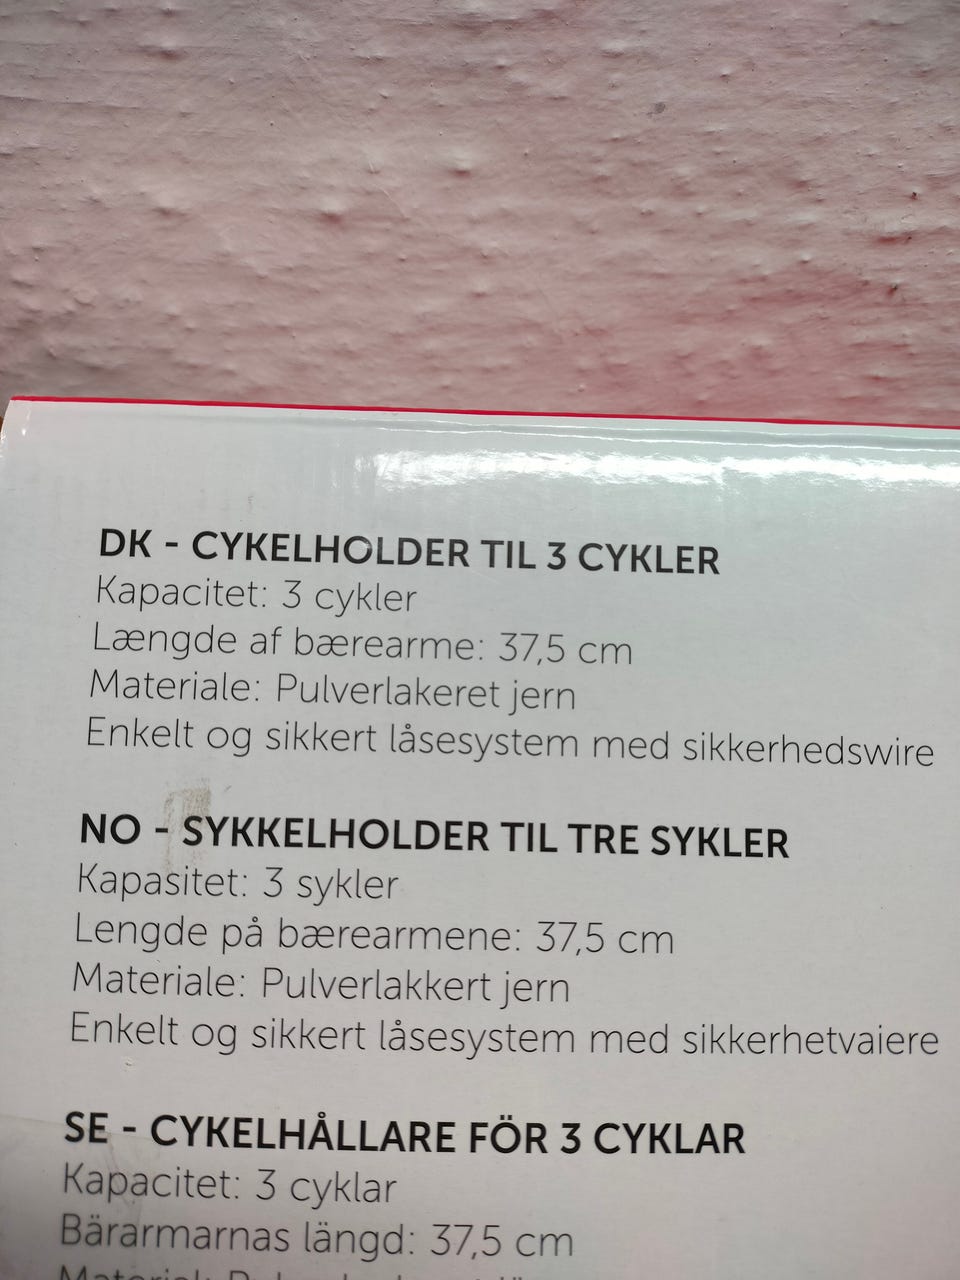 DK - CYKELHOLDER TIL 3 CYKLER
Kapacitet: 3 cykler
Længde af bærearme: 37,5 cm
Materiale: Pulverlakeret jern
Enkelt og sikkert låsesystem med sikkerhedswire
NO - SYKKELHOLDER TIL TRE SYKLER
Kapasitet: 3 sykler
Lengde på bærearmene: 37,5 cm
Materiale: Pulverlakkert jern
Enkelt og sikkert låsesystem med sikkerhetvaiere
SE - CYKELHÅLLARE FÖR 3 CYKLAR
Kapacitet: 3 cyklar
Bärarmarnas längd: 37,5 cm